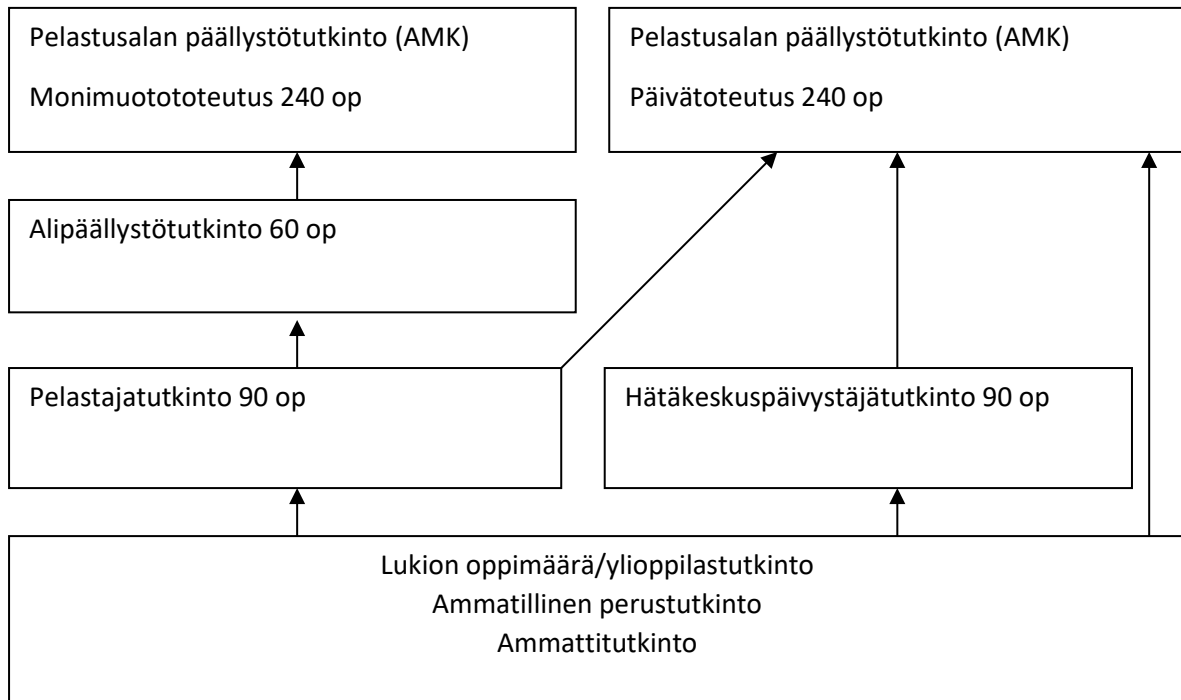 Pelastusalan päällystötutkinto (AMK)
Monimuotototeutus 240 op
Pelastusalan päällystötutkinto (AMK)
Päivätoteutus 240 op
Alipäällystötutkinto 60 op
Pelastajatutkinto 90 op
Hätäkeskuspäivystäjätutkinto 90 op
Lukion oppimäärä/ylioppilastutkinto
Ammatillinen perustutkinto
Ammattitutkinto